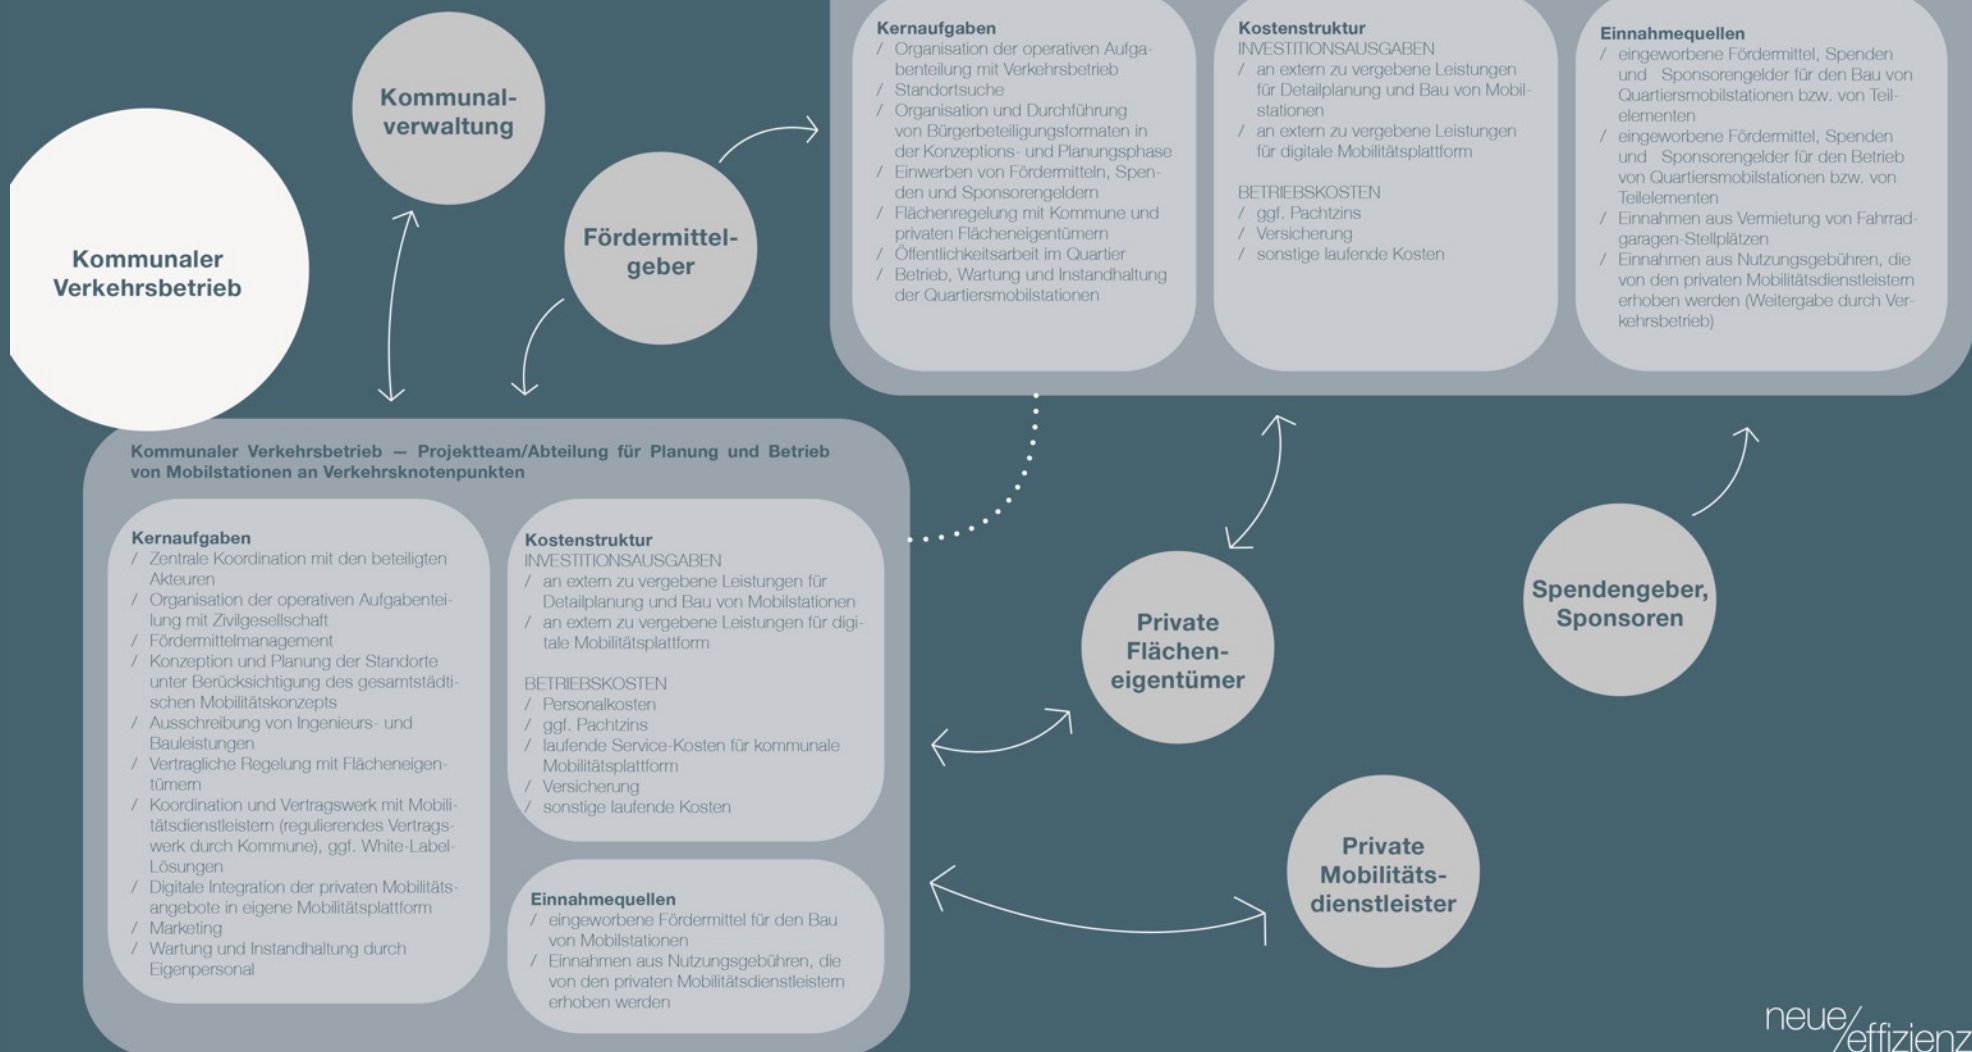 Kommunaler
Verkehrsbetrieb
Kommunal-
verwaltung
Fördermittel-
geber
Kernaufgaben
/ Organisation der operativen Aufga-
benteilung mit Verkehrsbetrieb
/ Standortsuche
/ Organisation und Durchführung
von Bürgerbeteiligungsformaten in
der Konzeptions- und Planungsphase
/ Einwerben von Fördermitteln, Spen-
den und Sponsorengeldern
/ Flächenregelung mit Kommune und
privaten Flächeneigentümern
/ Öffentlichkeitsarbeit im Quartier
/ Betrieb, Wartung und Instandhaltung
der Quartiersmobilstationen
Kostenstruktur
INVESTITIONSAUSGABEN
/ an extern zu vergebene Leistungen
für Detailplanung und Bau von Mobil-
stationen
/ an extern zu vergebene Leistungen
für digitale Mobilitätsplattform
BETRIEBSKOSTEN
/ ggf. Pachtzins
/ Versicherung
/ sonstige laufende Kosten
Einnahmequellen
/ eingeworbene Fördermittel, Spenden
und Sponsorengelder für den Bau von
Quartiersmobilstationen bzw. von Teil-
elementen
/ eingeworbene Fördermittel, Spenden
und Sponsorengelder für den Betrieb
von Quartiersmobilstationen bzw. von
Teilelementen
/ Einnahmen aus Vermietung von Fahrrad-
garagen-Stellplätzen
/ Einnahmen aus Nutzungsgebühren, die
von den privaten Mobilitätsdienstleistern
erhoben werden (Weitergabe durch Ver-
kehrsbetrieb)
Kommunaler Verkehrsbetrieb — Projektteam/Abteilung für Planung und Betrieb
von Mobilstationen an Verkehrsknotenpunkten
Kernaufgaben
/ Zentrale Koordination mit den beteiligten
Akteuren
/ Organisation der operativen Aufgabentei-
lung mit Zivilgesellschaft
/ Fördermittelmanagement
/ Konzeption und Planung der Standorte
unter Berücksichtigung des gesamtstädti-
schen Mobilitätskonzepts
/ Ausschreibung von Ingenieurs- und
Bauleistungen
/ Vertragliche Regelung mit Flächeneigen-
tümern
/ Koordination und Vertragswerk mit Mobili-
tätsdienstleistern (regulierendes Vertrags-
werk durch Kommune), ggf. White-Label-
Lösungen
/ Digitale Integration der privaten Mobilitäts-
angebote in eigene Mobilitätsplattform
/ Marketing
/ Wartung und Instandhaltung durch
Eigenpersonal
Kostenstruktur
INVESTITIONSAUSGABEN
/ an extern zu vergebene Leistungen für
Detailplanung und Bau von Mobilstationen
/ an extern zu vergebene Leistungen für digi-
tale Mobilitätsplattform
BETRIEBSKOSTEN
/ Personalkosten
/ ggf. Pachtzins
/ laufende Service-Kosten für kommunale
Mobilitätsplattform
/ Versicherung
/ sonstige laufende Kosten
Einnahmequellen
/ eingeworbene Fördermittel für den Bau
von Mobilstationen
/ Einnahmen aus Nutzungsgebühren, die
von den privaten Mobilitätsdienstleistern
erhoben werden
Private
Flächen-
eigentümer
Spendengeber,
Sponsoren
Private
Mobilitäts-
dienstleister
neue/
effizienz